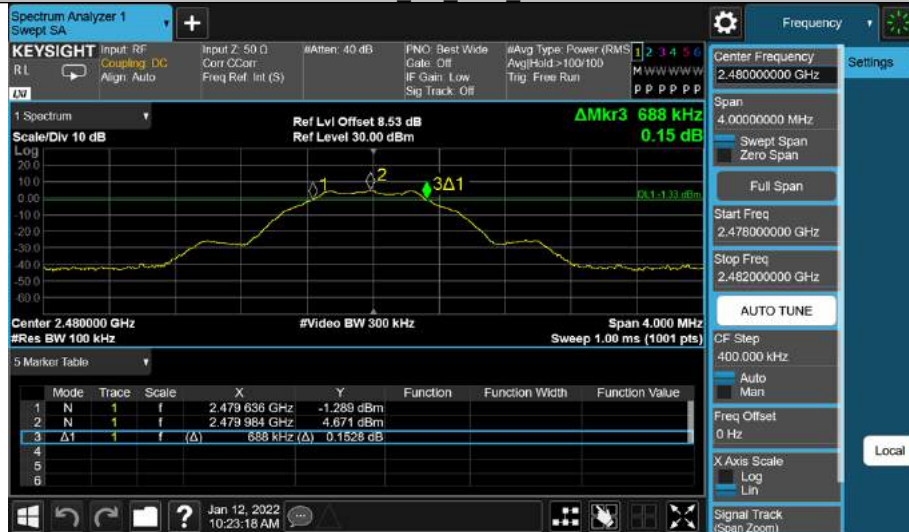 Spectrum Analyzer 1
Swept SA
Frequency
KEYSIGHT
RL
LXI
Input: RF
Coupling: DC
Align: Auto
Input Z: 50 Ω
Corr CCorr
Freq Ref: Int (S)
#Atten: 40 dB
PNO: Best Wide
Gate: Off
IF Gain: Low
Sig Track: Off
#Avg Type: Power (RMS
Avg|Hold:>100/100
Trig: Free Run
1 2 3 4 5 6
M W W W W W
P P P P P P
1 Spectrum
Scale/Div 10 dB
Ref Lvl Offset 8.53 dB
Ref Level 30.00 dBm
ΔMkr3 688 kHz
0.15 dB
Log
20.0
10.0
0.00
-10.0
-20.0
-30.0
-40.0
-50.0
-60.0
1
2
3Δ1
DL1 -1.33 dBm
Center 2.480000 GHz
#Video BW 300 kHz
Span 4.000 MHz
#Res BW 100 kHz
Sweep 1.00 ms (1001 pts)
5 Marker Table
Mode Trace Scale X Y Function Function Width Function Value
1 N 1 f 2.479 636 GHz -1.289 dBm
2 N 1 f 2.479 984 GHz 4.671 dBm
3 Δ1 1 f (Δ) 688 kHz (Δ) 0.1528 dB
4
5
6
Jan 12, 2022
10:23:18 AM
Center Frequency
2.480000000 GHz
Span
4.00000000 MHz
Swept Span
Zero Span
Full Span
Start Freq
2.478000000 GHz
Stop Freq
2.482000000 GHz
AUTO TUNE
CF Step
400.000 kHz
Auto
Man
Freq Offset
0 Hz
X Axis Scale
Log
Lin
Signal Track
(Span Zoom)
Settings
Local